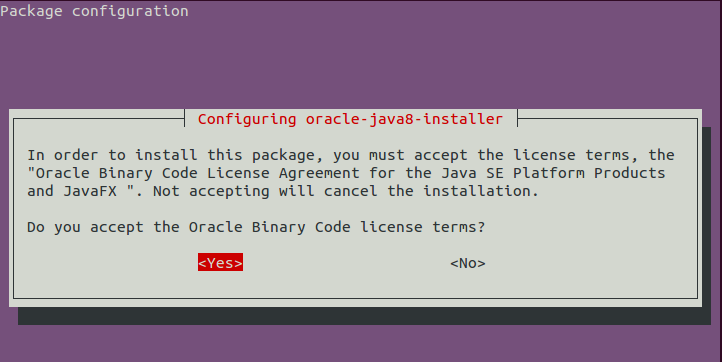 Package configuration
Configuring oracle-java8-installer
In order to install this package, you must accept the license terms, the
"Oracle Binary Code License Agreement for the Java SE Platform Products
and JavaFX ". Not accepting will cancel the installation.
Do you accept the Oracle Binary Code license terms?
<Yes> <No>